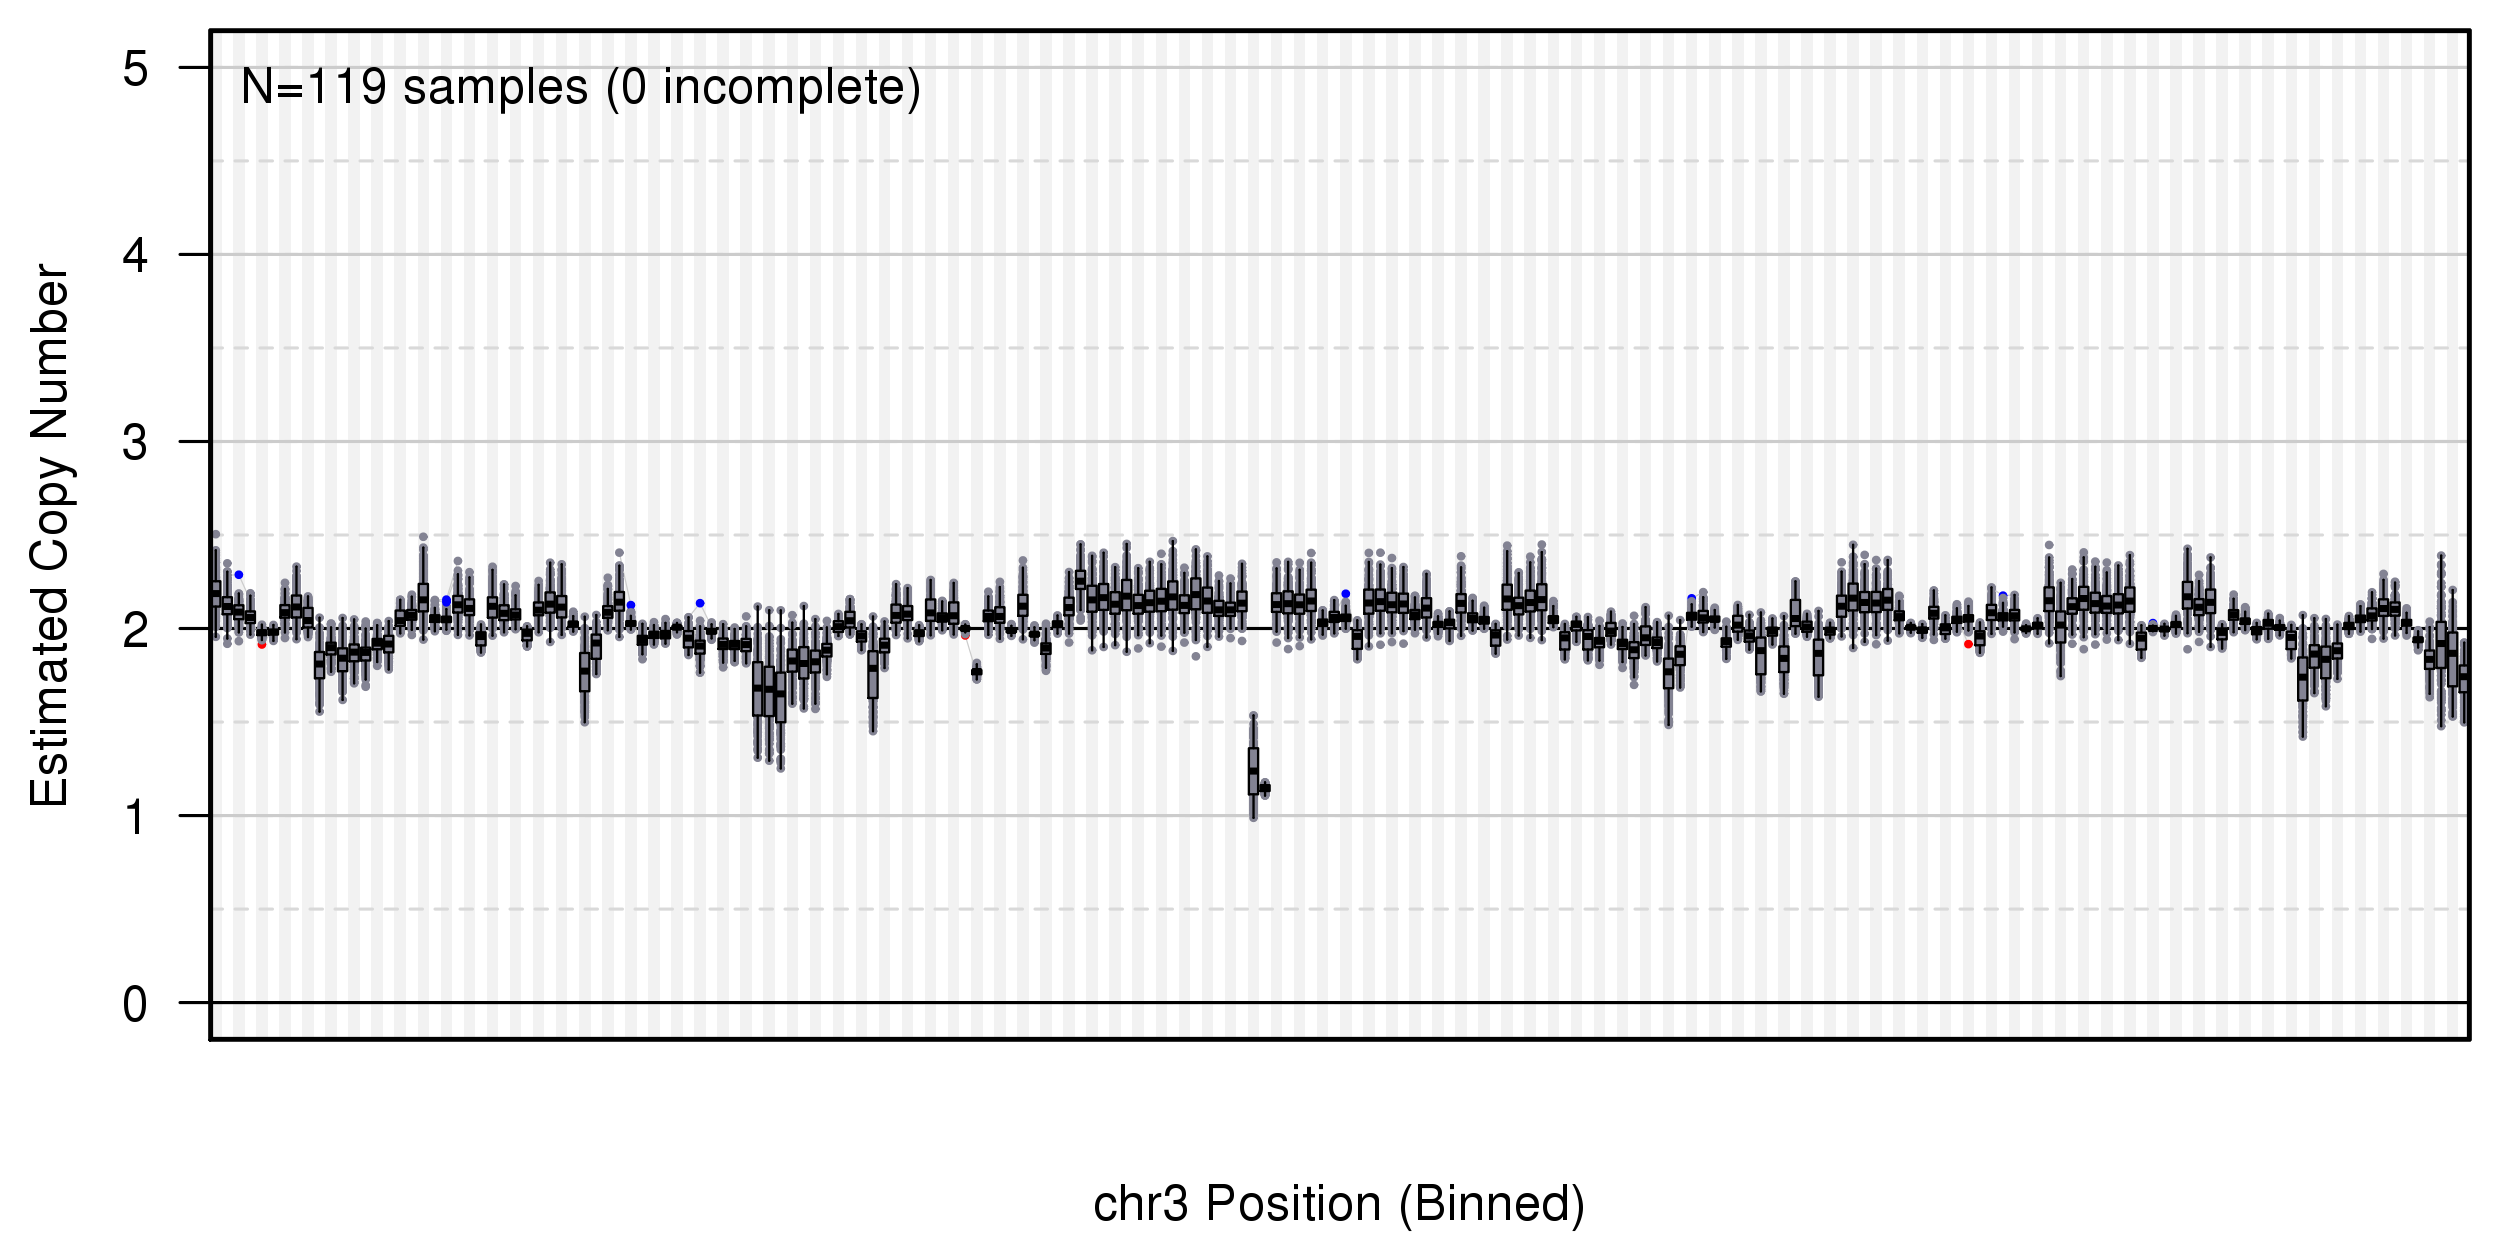 5
N=119 samples (0 incomplete)
4
3
2
1
0
Estimated Copy Number
chr3 Position (Binned)